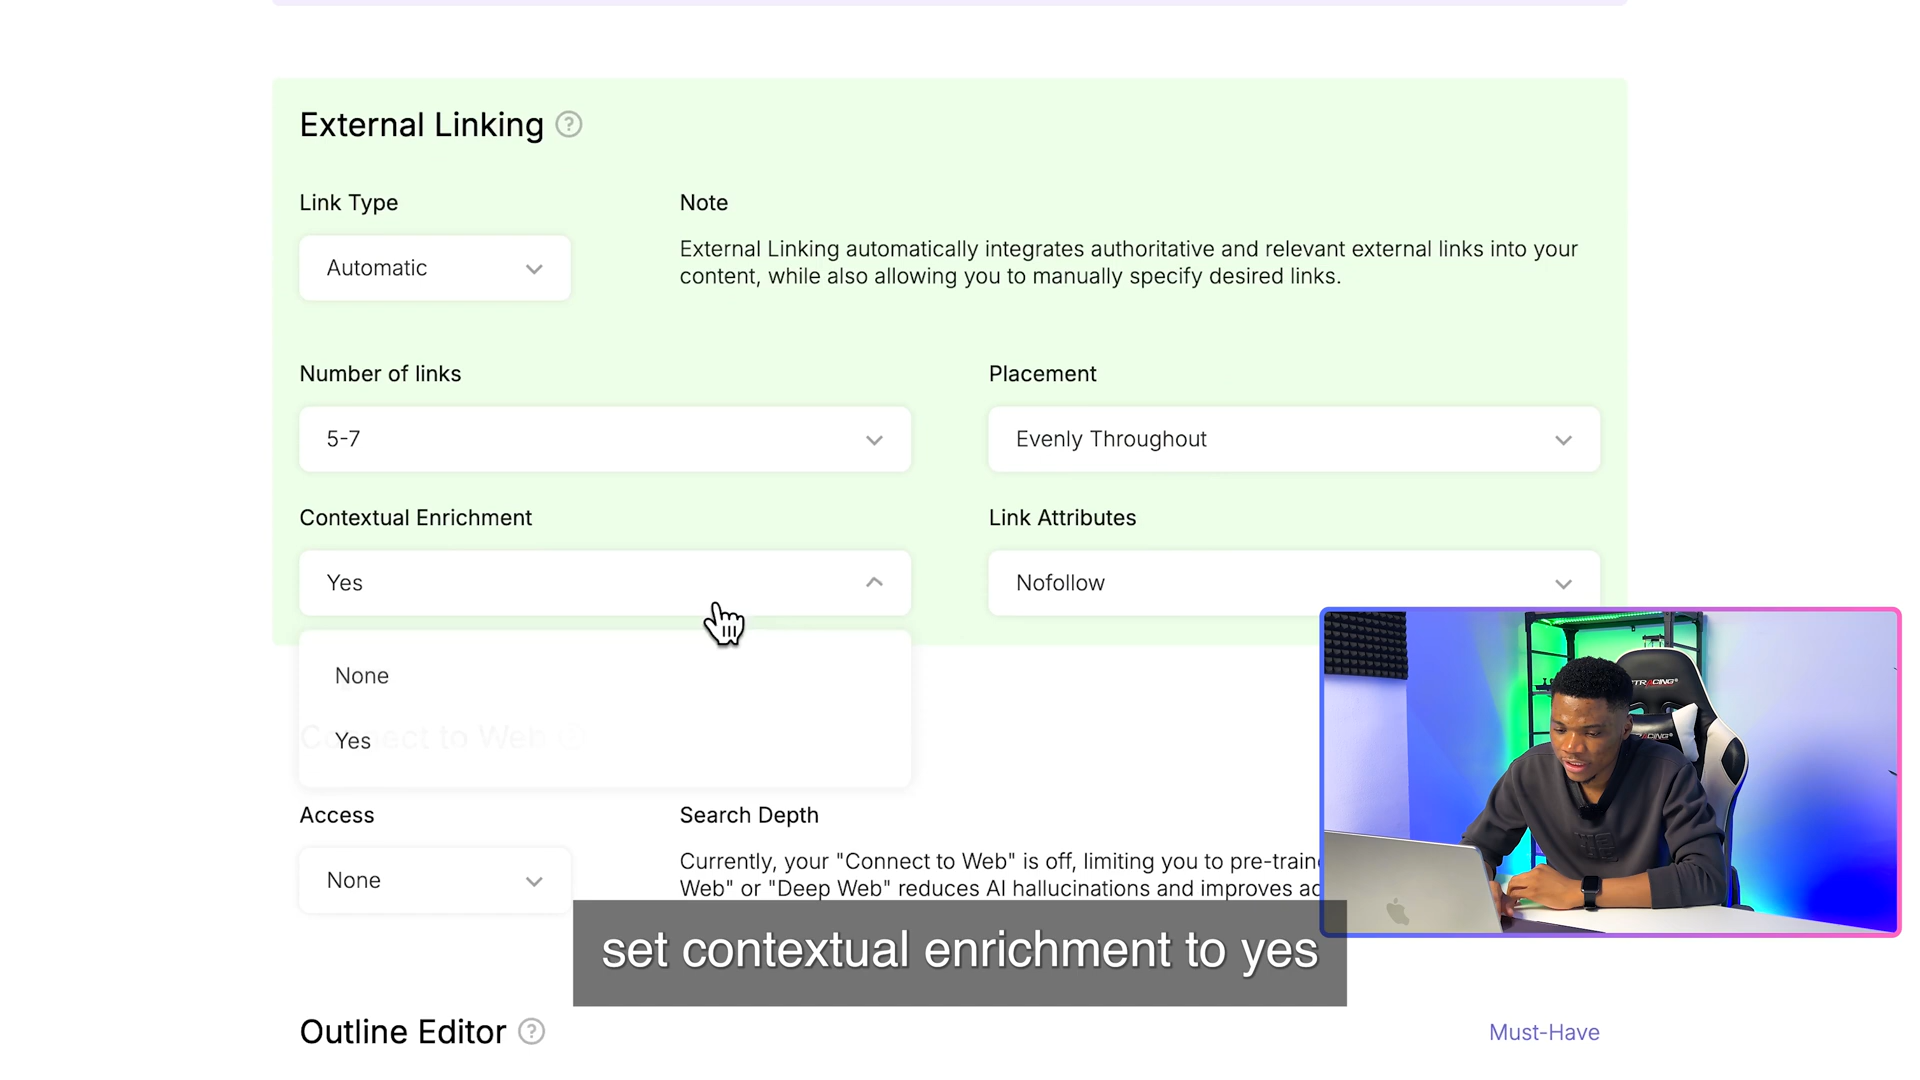 External Linking ?
Link Type
Note
Automatic
External Linking automatically integrates authoritative and relevant external links into your
content, while also allowing you to manually specify desired links.
Number of links
Placement
5-7
Evenly Throughout
Contextual Enrichment
Link Attributes
Yes
Nofollow
None
Connect to Web
Yes
Access
Search Depth
None
Currently, your "Connect to Web" is off, limiting you to pre-traine
Web" or "Deep Web" reduces AI hallucinations and improves ac
set contextual enrichment to yes
Outline Editor ?
Must-Have